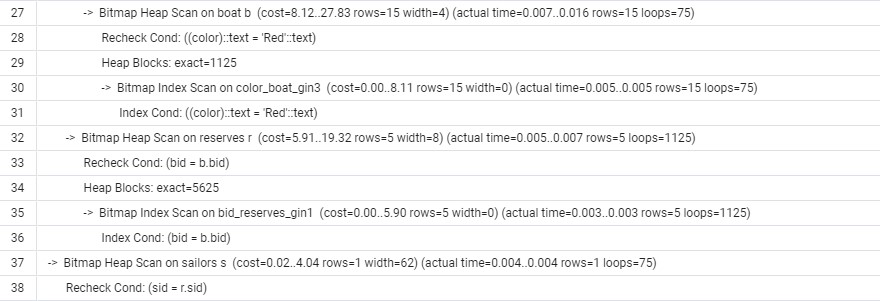 27 -> Bitmap Heap Scan on boat b (cost=8.12..27.83 rows=15 width=4) (actual time=0.007..0.016 rows=15 loops=75)
28 Recheck Cond: ((color)::text = 'Red'::text)
29 Heap Blocks: exact=1125
30 -> Bitmap Index Scan on color_boat_gin3 (cost=0.00..8.11 rows=15 width=0) (actual time=0.005..0.005 rows=15 loops=75)
31 Index Cond: ((color)::text = 'Red'::text)
32 -> Bitmap Heap Scan on reserves r (cost=5.91..19.32 rows=5 width=8) (actual time=0.005..0.007 rows=5 loops=1125)
33 Recheck Cond: (bid = b.bid)
34 Heap Blocks: exact=5625
35 -> Bitmap Index Scan on bid_reserves_gin1 (cost=0.00..5.90 rows=5 width=0) (actual time=0.003..0.003 rows=5 loops=1125)
36 Index Cond: (bid = b.bid)
37 -> Bitmap Heap Scan on sailors s (cost=0.02..4.04 rows=1 width=62) (actual time=0.004..0.004 rows=1 loops=75)
38 Recheck Cond: (sid = r.sid)